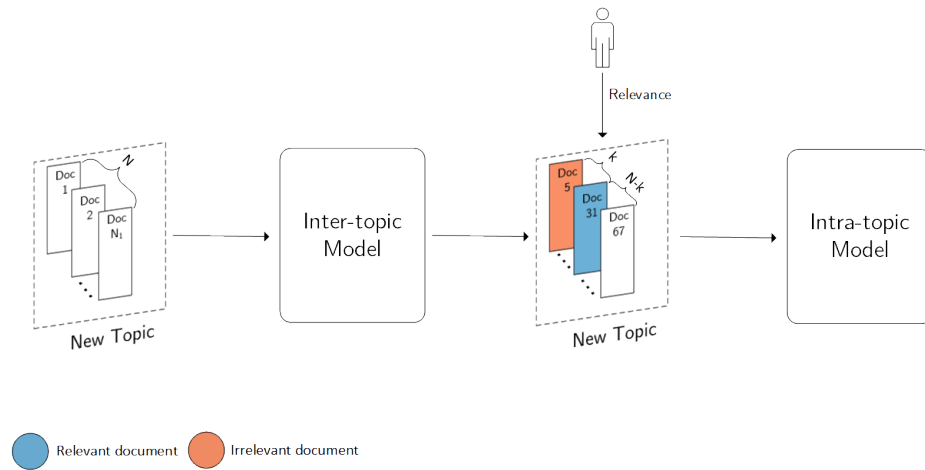 Relevance
N
Doc
1
Doc
2
Doc
N₁
New Topic
Inter-topic
Model
k
N-k
Doc
5
Doc
31
Doc
67
New Topic
Intra-topic
Model
Relevant document
Irrelevant document